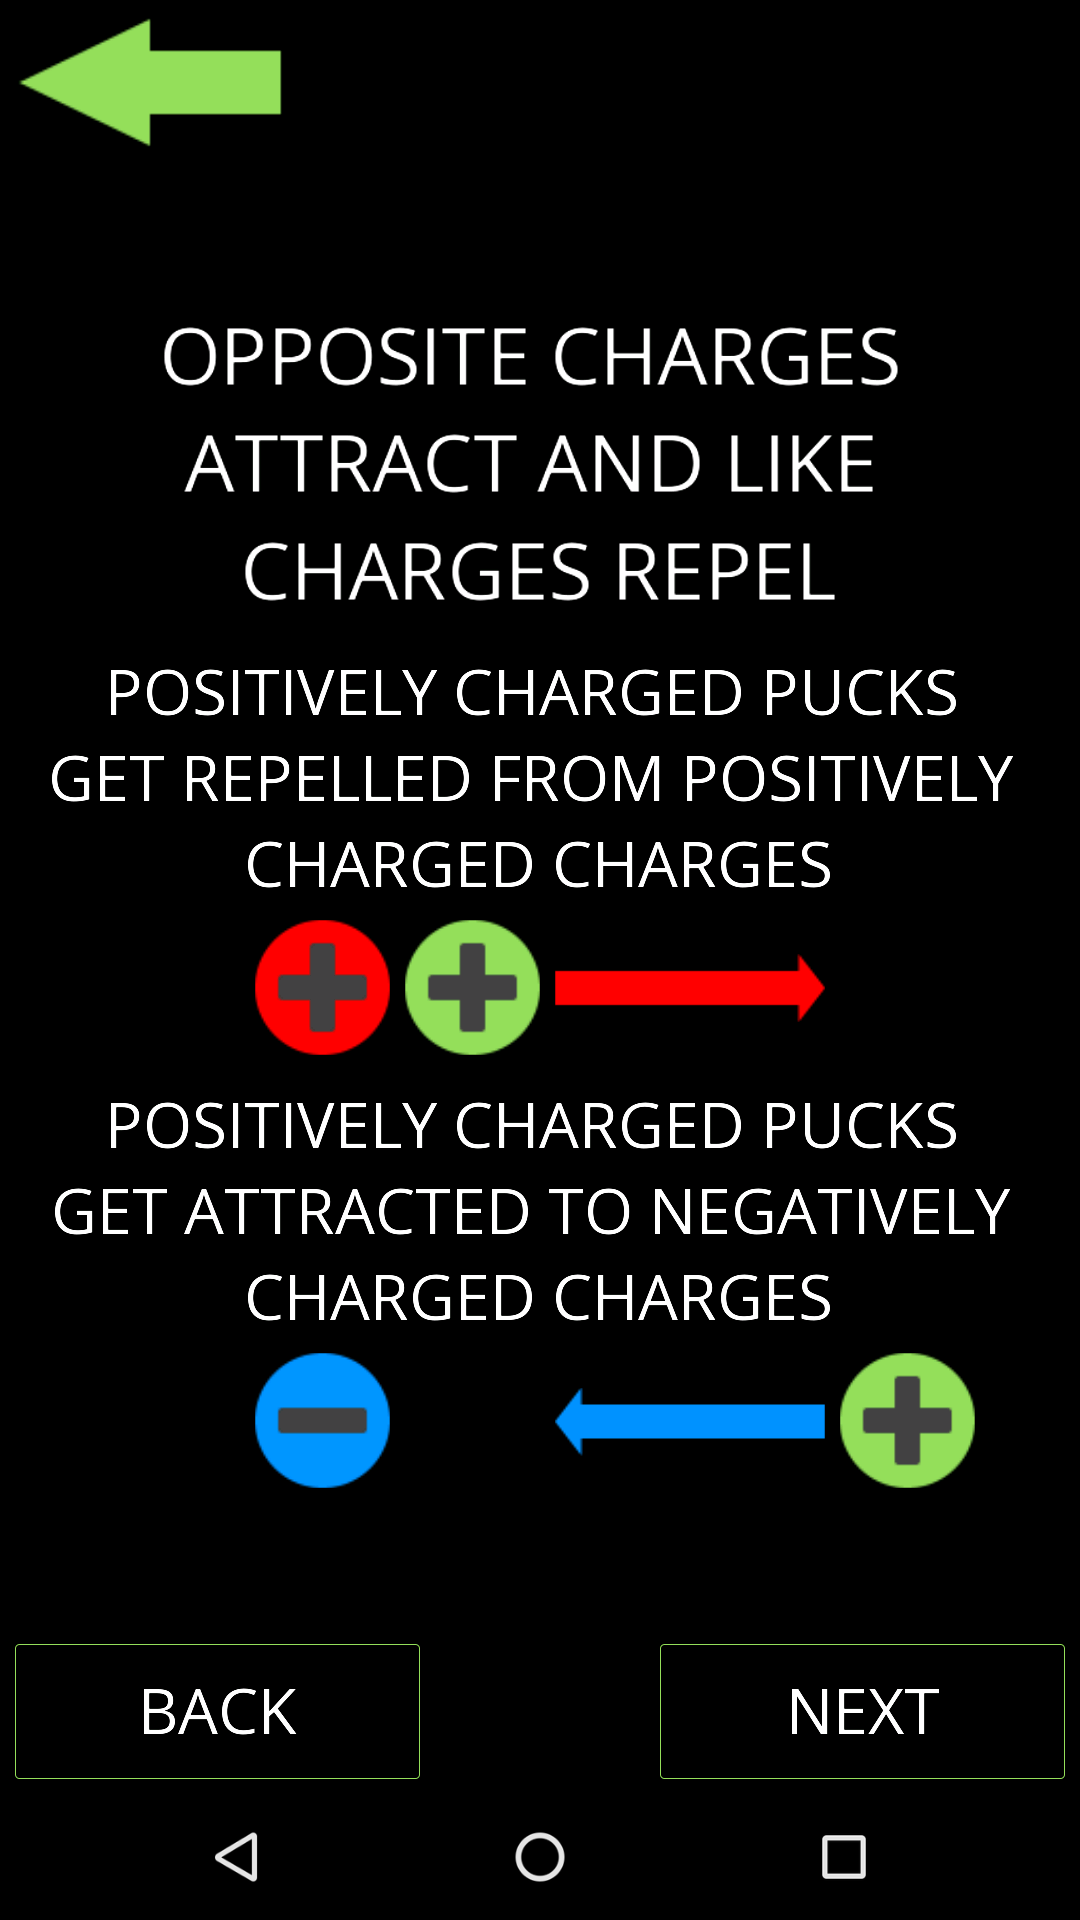 OPPOSITE CHARGES
ATTRACT AND LIKE
CHARGES REPEL
POSITIVELY CHARGED PUCKS
GET REPELLED FROM POSITIVELY
CHARGED CHARGES
POSITIVELY CHARGED PUCKS
GET ATTRACTED TO NEGATIVELY
CHARGED CHARGES
BACK
NEXT